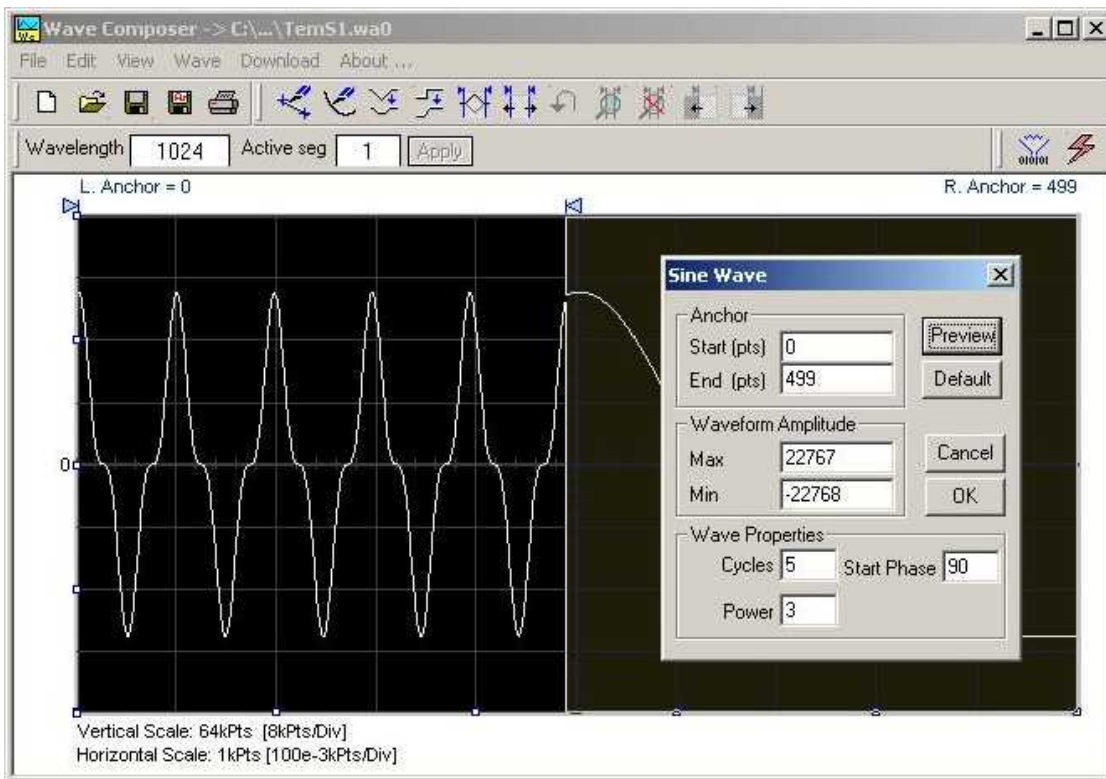 Wave Composer -> C:\...\TemS1.wa0
File Edit View Wave Download About ...
Wavelength 1024 Active seg 1 Apply
L. Anchor = 0 R. Anchor = 499
0
Sine Wave
Anchor
Start (pts) 0
End (pts) 499
Preview
Default
Waveform Amplitude
Max 22767
Min -22768
Cancel
OK
Wave Properties
Cycles 5 Start Phase 90
Power 3
Vertical Scale: 64kPts [8kPts/Div]
Horizontal Scale: 1kPts [100e-3kPts/Div]